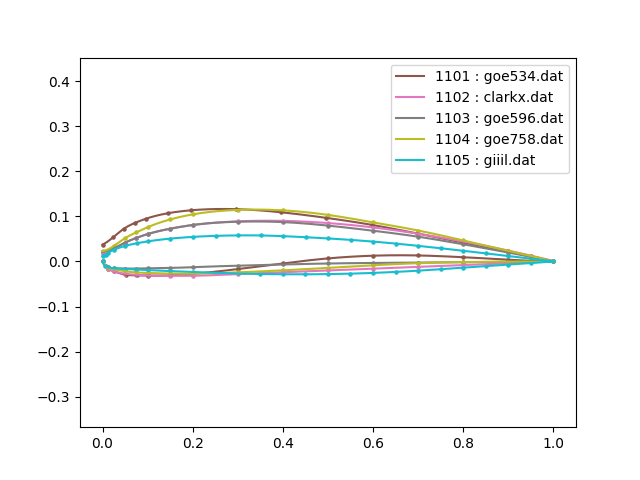 1101 : goe534.dat
1102 : clarkx.dat
1103 : goe596.dat
1104 : goe758.dat
1105 : giiil.dat
0.4
0.3
0.2
0.1
0.0
−0.1
−0.2
−0.3
0.0 0.2 0.4 0.6 0.8 1.0